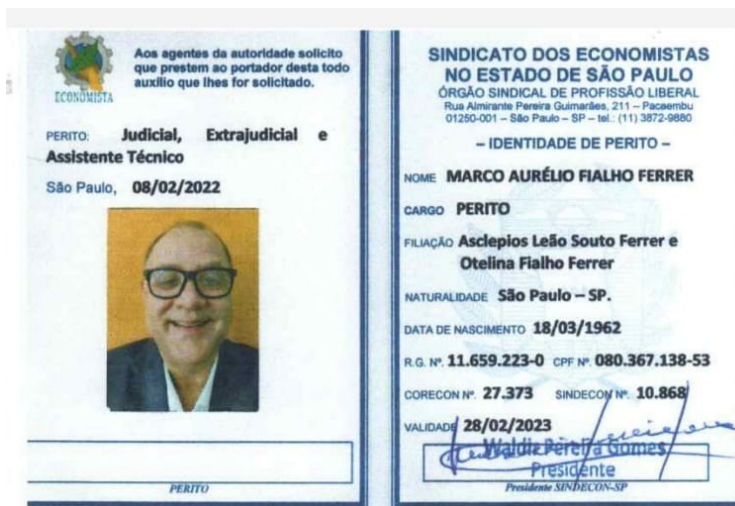 Aos agentes da autoridade solicito
que prestem ao portador desta todo
auxílio que lhes for solicitado.
ECONOMISTA
PERITO: Judicial, Extrajudicial e
Assistente Técnico
São Paulo, 08/02/2022
PERITO
SINDICATO DOS ECONOMISTAS
NO ESTADO DE SÃO PAULO
ÓRGÃO SINDICAL DE PROFISSÃO LIBERAL
Rua Almirante Pereira Guimarães, 211 – Pacaembu
01250-001 – São Paulo – SP – tel.: (11) 3872-9880
– IDENTIDADE DE PERITO –
NOME MARCO AURÉLIO FIALHO FERRER
CARGO PERITO
FILIAÇÃO Asclepios Leão Souto Ferrer e
Otelina Fialho Ferrer
NATURALIDADE São Paulo – SP.
DATA DE NASCIMENTO 18/03/1962
R.G. Nº. 11.659.223-0 CPF Nº. 080.367.138-53
CORECON Nº. 27.373 SINDECON Nº. 10.868
VALIDADE 28/02/2023
Waldir Pereira Gomes
Presidente
Presidente SINDECON-SP